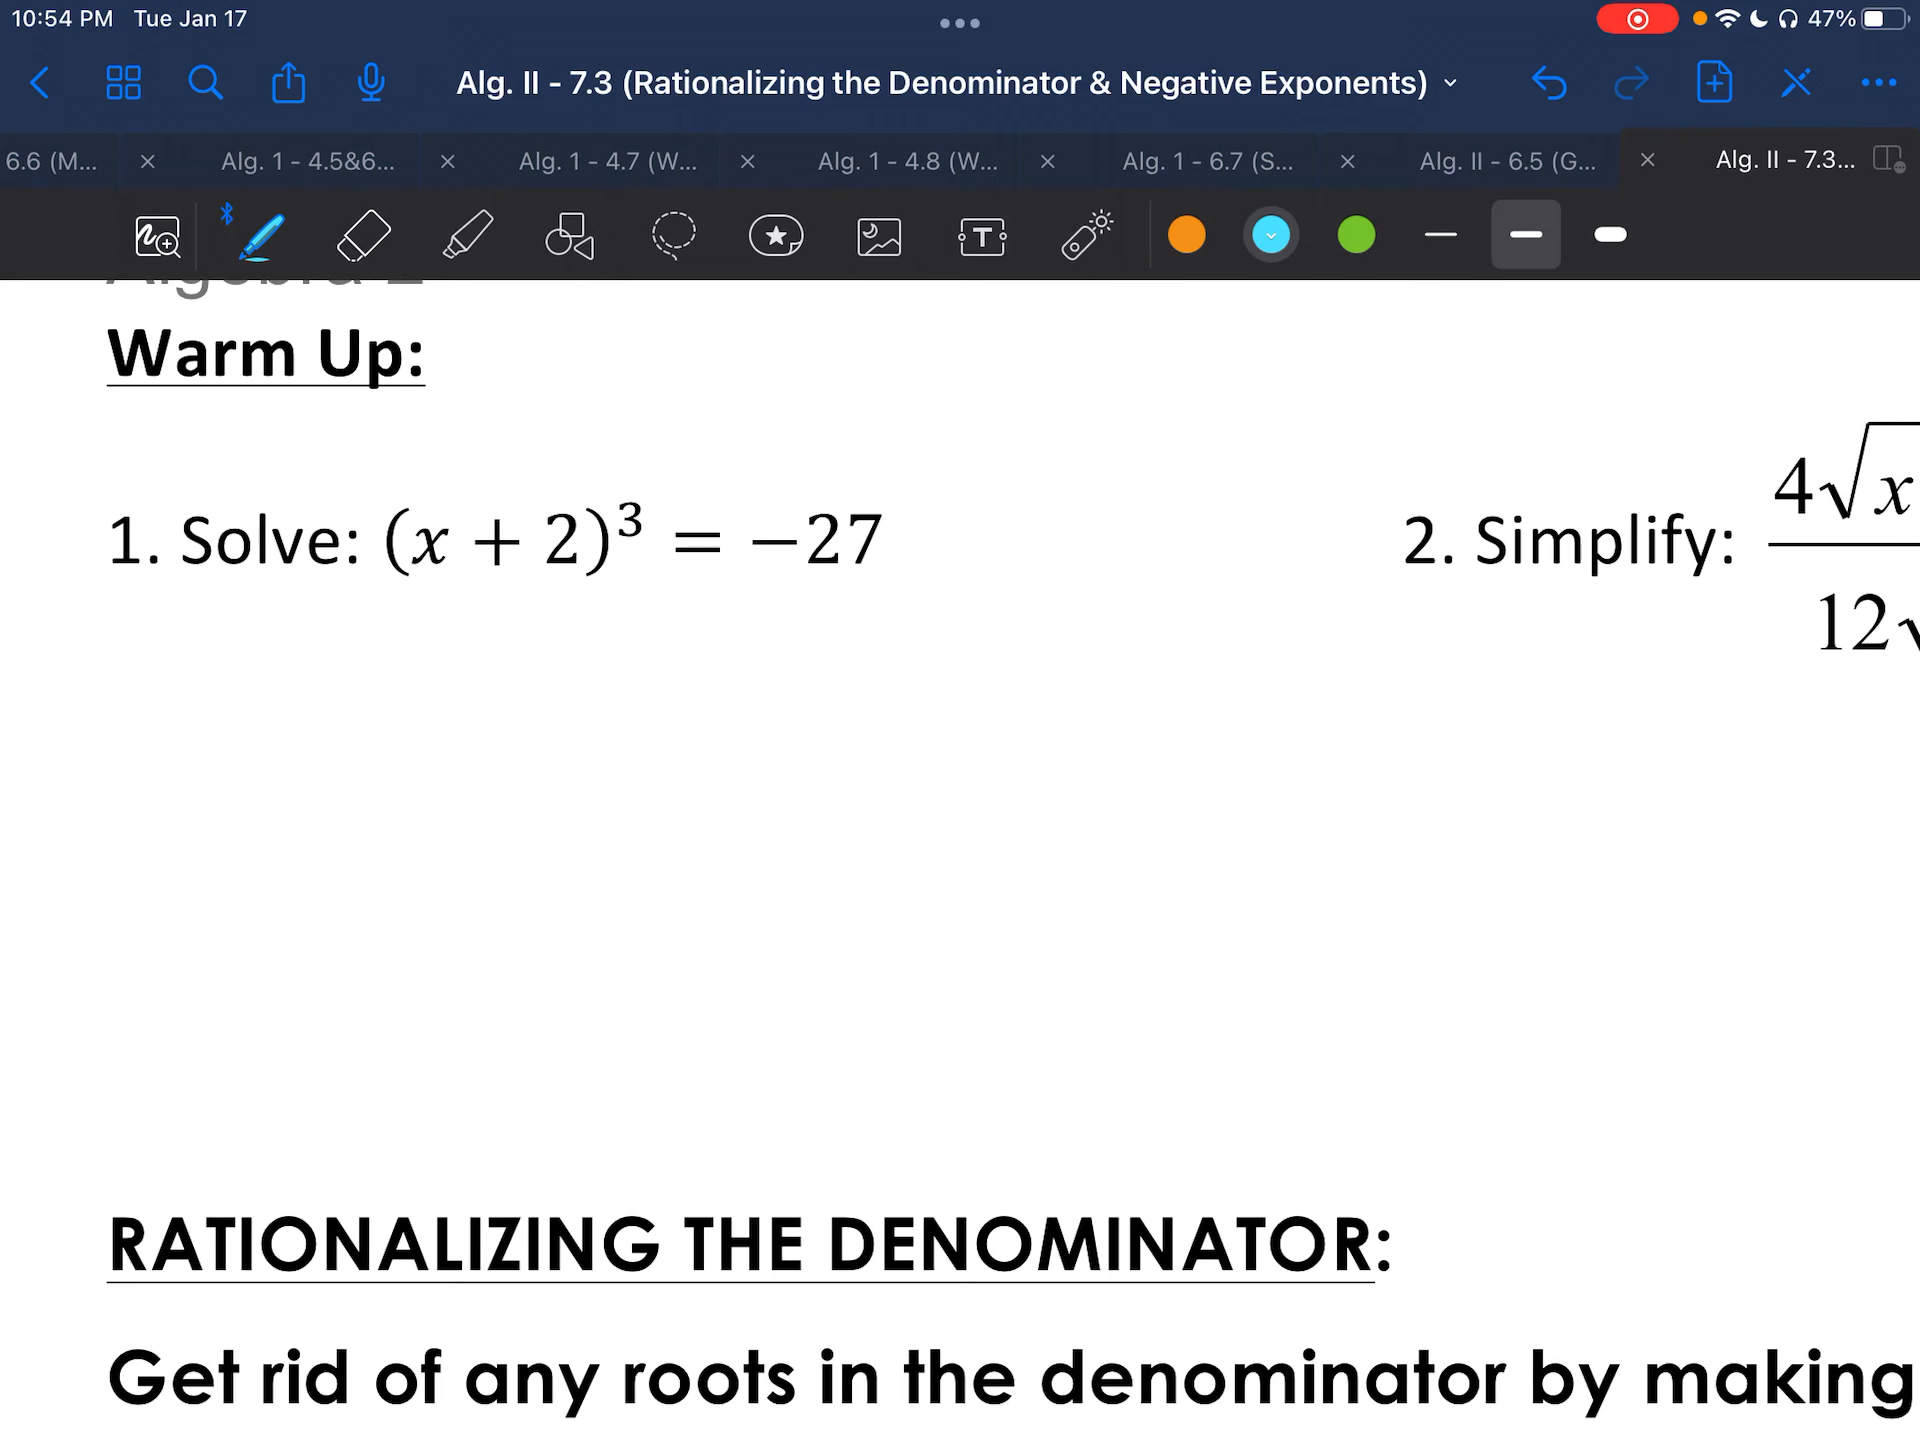 10:54 PM Tue Jan 17
47%
Alg. II - 7.3 (Rationalizing the Denominator & Negative Exponents)
6.6 (M... Alg. 1 - 4.5&6... Alg. 1 - 4.7 (W... Alg. 1 - 4.8 (W... Alg. 1 - 6.7 (S... Alg. II - 6.5 (G... Alg. II - 7.3...
Warm Up:
1. Solve: (x + 2)³ = −27
2. Simplify: 4√x
12√
RATIONALIZING THE DENOMINATOR:
Get rid of any roots in the denominator by making